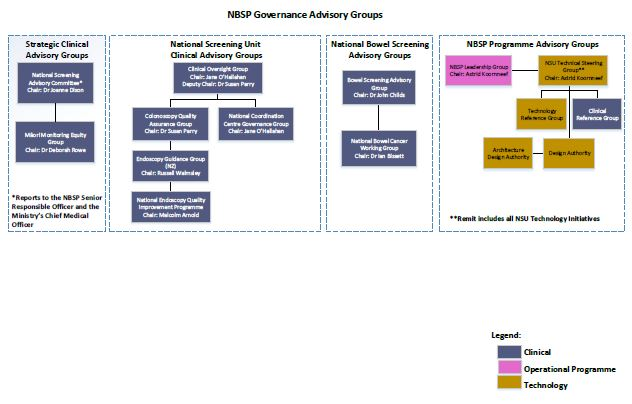 NBSP Governance Advisory Groups
Strategic Clinical
Advisory Groups
National Screening
Advisory Committee*
Chair: Dr Joanne Dixon
Māori Monitoring Equity
Group
Chair: Dr Deborah Rowe
*Reports to the NBSP Senior
Responsible Officer and the
Ministry's Chief Medical
Officer
National Screening Unit
Clinical Advisory Groups
Clinical Oversight Group
Chair: Jane O'Hallahan
Deputy Chair: Dr Susan Parry
Colonoscopy Quality
Assurance Group
Chair: Dr Susan Parry
National Coordination
Centre Governance Group
Chair: Jane O'Hallahan
Endoscopy Guidance Group
(NZ)
Chair: Russell Walmsley
National Endoscopy Quality
Improvement Programme
Chair: Malcolm Arnold
National Bowel Screening
Advisory Groups
Bowel Screening Advisory
Group
Chair: Dr John Childs
National Bowel Cancer
Working Group
Chair: Dr Ian Bissett
NBSP Programme Advisory Groups
NBSP Leadership Group
Chair: Astrid Koornneef
NSU Technical Steering
Group**
Chair: Astrid Koornneef
Technology
Reference Group
Clinical
Reference Group
Architecture
Design Authority
Design Authority
**Remit includes all NSU Technology Initiatives
Legend:
Clinical
Operational Programme
Technology